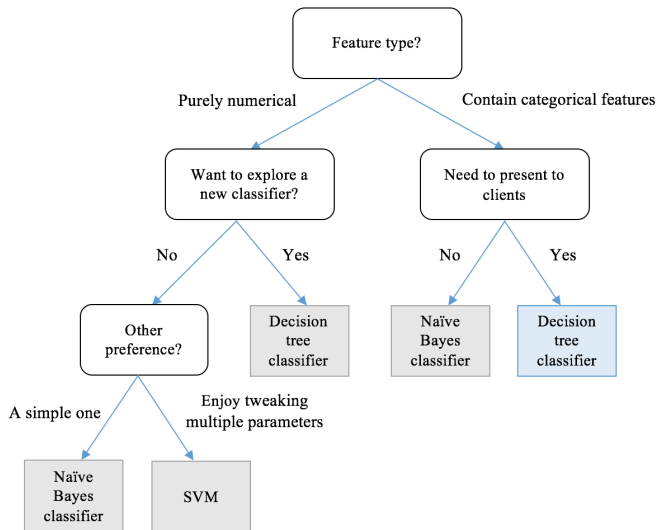 Feature type?
Purely numerical
Contain categorical features
Want to explore a
new classifier?
Need to present to
clients
No
Yes
No
Yes
Other
preference?
Decision
tree
classifier
Naïve
Bayes
classifier
Decision
tree
classifier
A simple one
Enjoy tweaking
multiple parameters
Naïve
Bayes
classifier
SVM